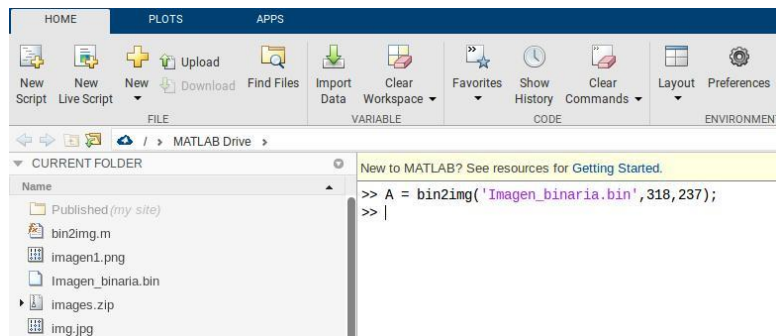 HOME PLOTS APPS
New Script
New Live Script
New
Upload
Download
Find Files
Import Data
Clear Workspace
Favorites
Show History
Clear Commands
Layout
Preferences
FILE VARIABLE CODE ENVIRONMEN
/ › MATLAB Drive ›
CURRENT FOLDER
Name
Published (my site)
bin2img.m
imagen1.png
Imagen_binaria.bin
images.zip
img.jpg
New to MATLAB? See resources for Getting Started.
>> A = bin2img('Imagen_binaria.bin',318,237);
>>